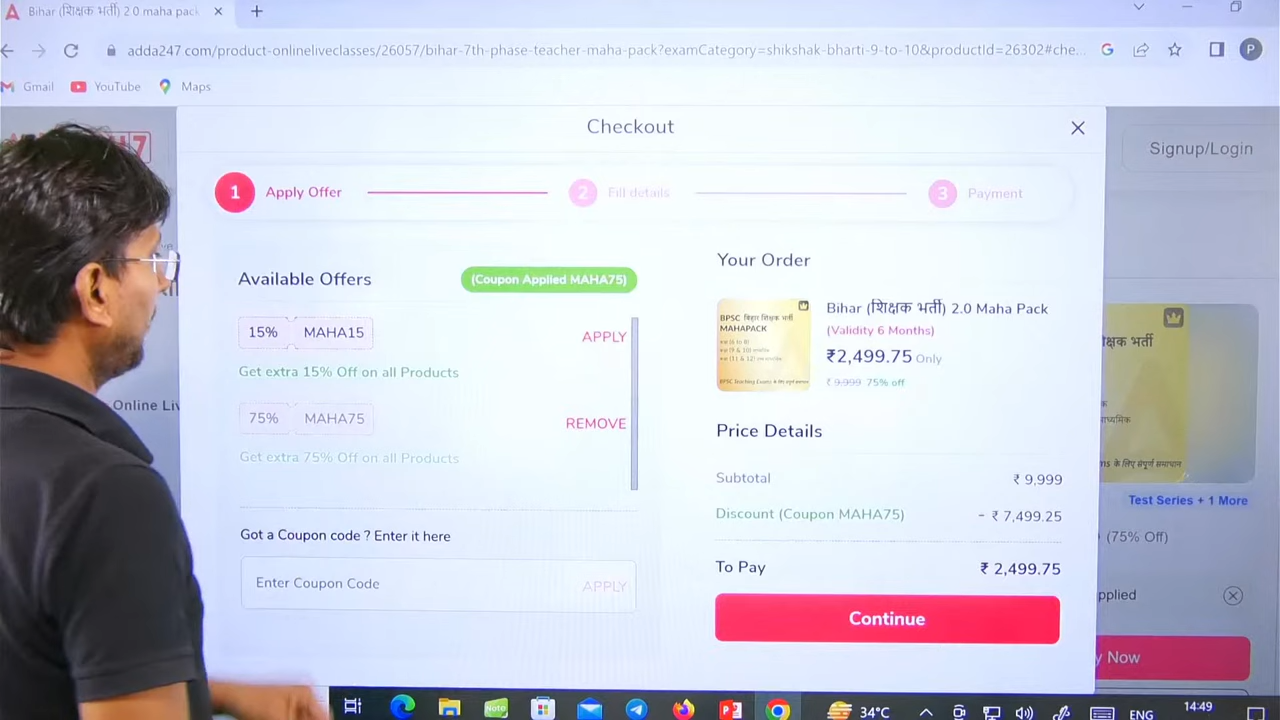 Bihar (शिक्षक भर्ती) 2.0 maha pack
adda247.com/product-onlineliveclasses/26057/bihar-7th-phase-teacher-maha-pack?examCategory=shikshak-bharti-9-to-10&productId=26302#che...
P
Gmail YouTube Maps
Checkout
Signup/Login
1 Apply Offer
2 Fill details
3 Payment
Available Offers
(Coupon Applied MAHA75)
15% MAHA15
APPLY
Get extra 15% Off on all Products
75% MAHA75
REMOVE
Get extra 75% Off on all Products
Got a Coupon code ? Enter it here
Enter Coupon Code
APPLY
Your Order
BPSC बिहार शिक्षक भर्ती
MAHAPACK
Bihar (शिक्षक भर्ती) 2.0 Maha Pack
(Validity 6 Months)
₹2,499.75 Only
₹ 9,999 75% off
Price Details
Subtotal ₹ 9,999
Discount (Coupon MAHA75) - ₹ 7,499.25
To Pay ₹ 2,499.75
Continue
Online Liv
Test Series + 1 More
(75% Off)
pplied
y Now
34°C
ENG
14:49